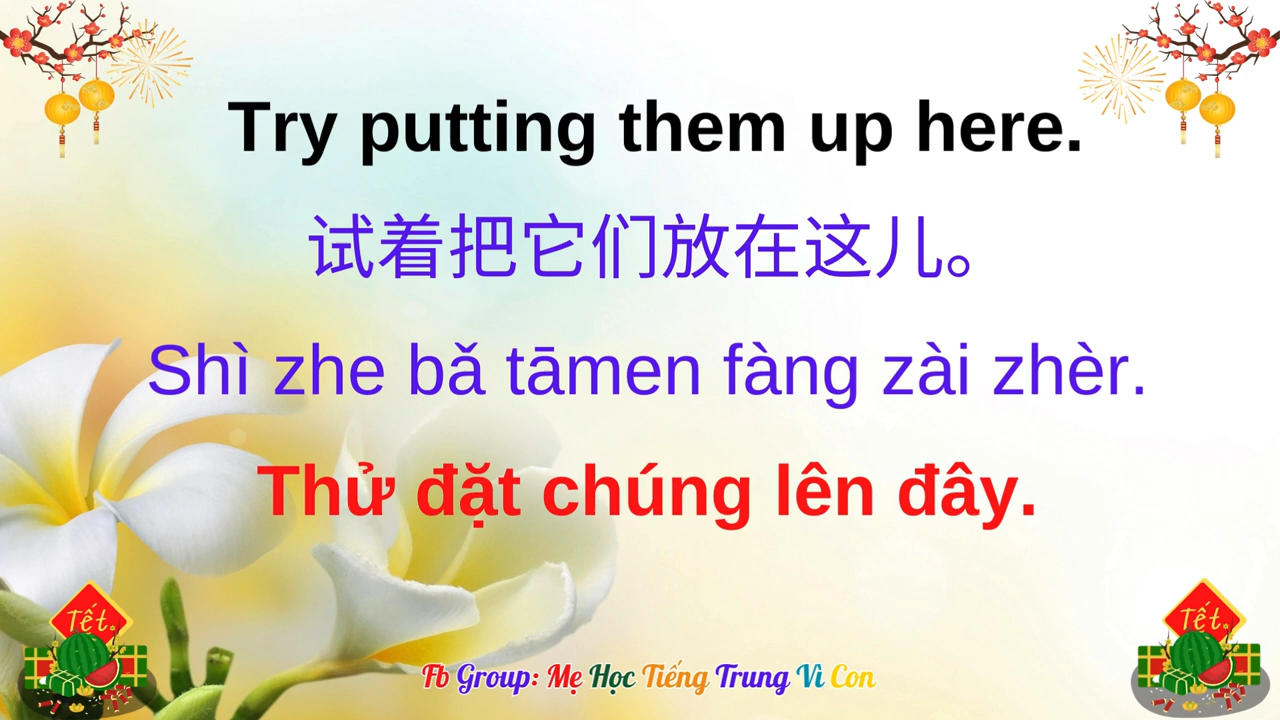 Try putting them up here.
试着把它们放在这儿。
Shì zhe bǎ tāmen fàng zài zhèr.
Thử đặt chúng lên đây.
Tết
Tết
Fb Group: Mẹ Học Tiếng Trung Vì Con